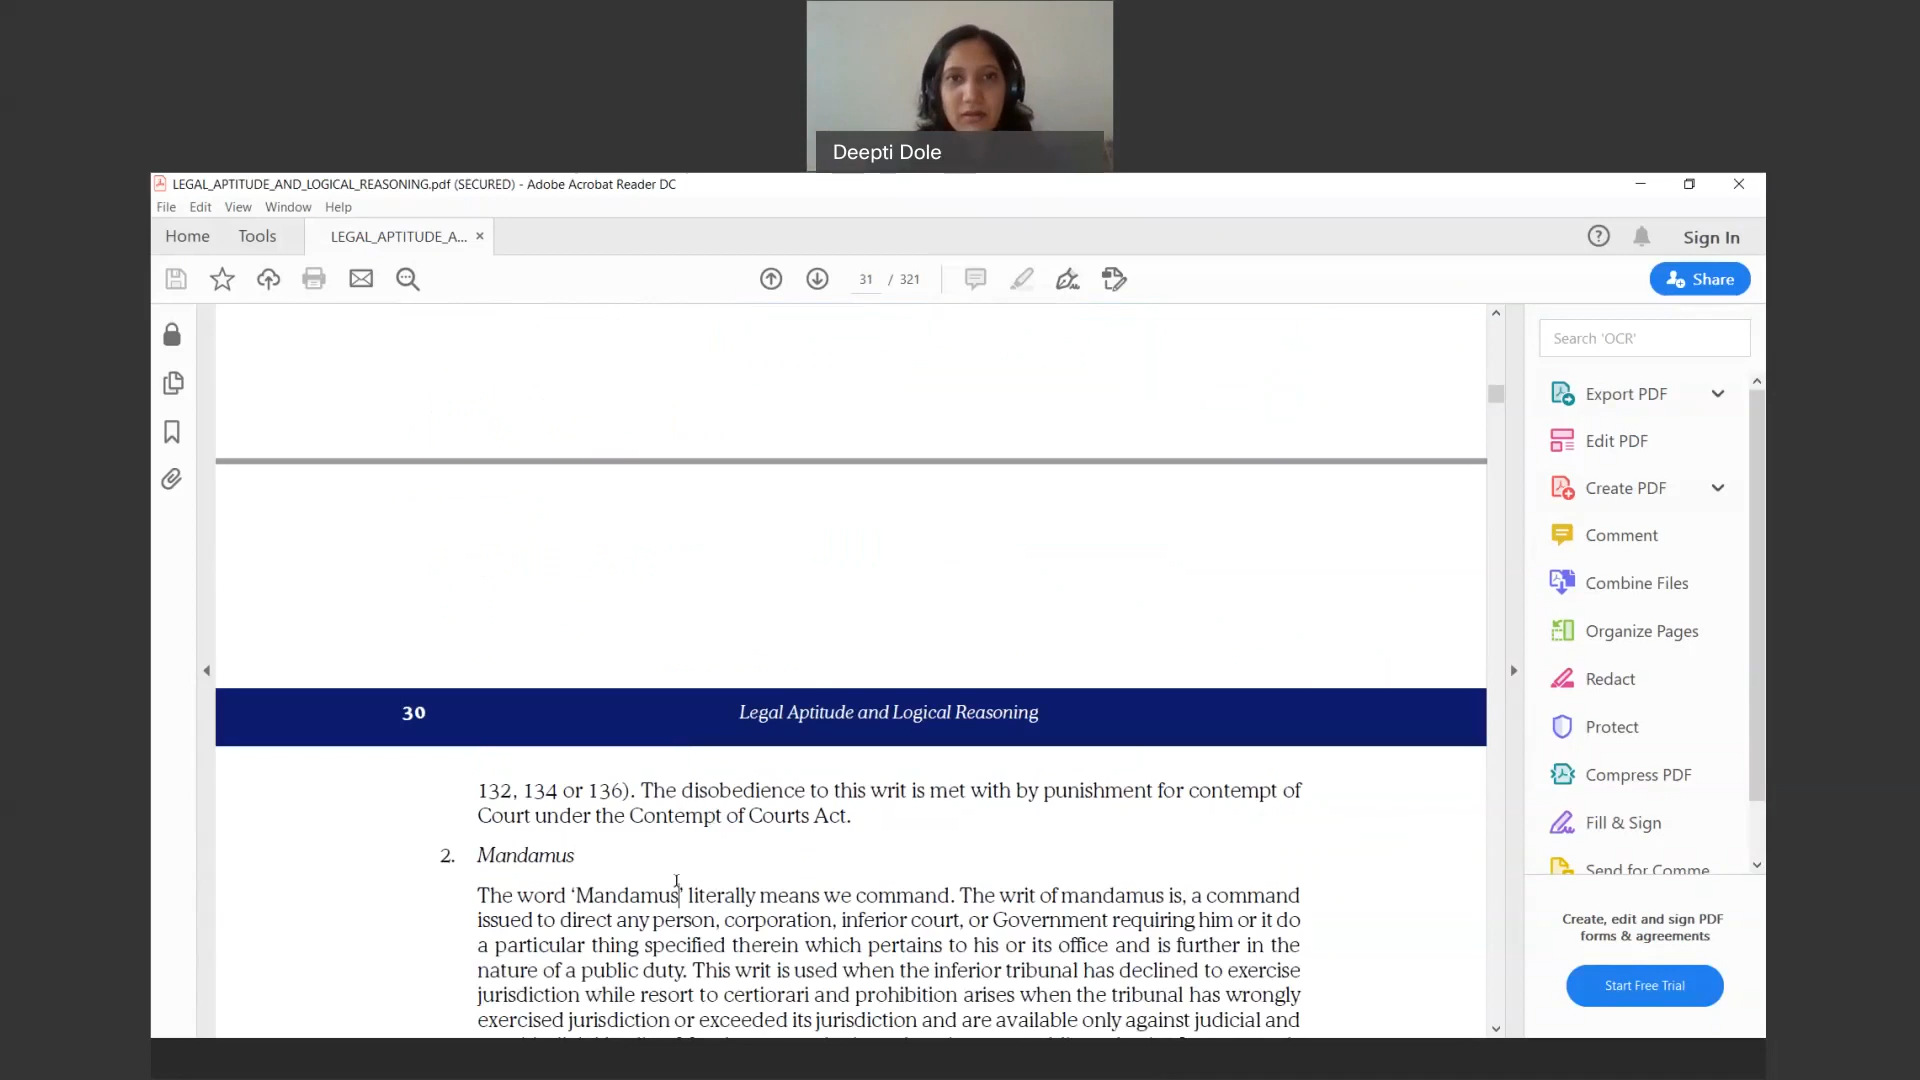 Deepti Dole
LEGAL_APTITUDE_AND_LOGICAL_REASONING.pdf (SECURED) - Adobe Acrobat Reader DC
File Edit View Window Help
Home Tools LEGAL_APTITUDE_A... × Sign In
31 / 321 Share
Search 'OCR'
Export PDF
Edit PDF
Create PDF
Comment
Combine Files
Organize Pages
Redact
Protect
Compress PDF
Fill & Sign
Send for Comme
Create, edit and sign PDF
forms & agreements
Start Free Trial
30 Legal Aptitude and Logical Reasoning
132, 134 or 136). The disobedience to this writ is met with by punishment for contempt of
Court under the Contempt of Courts Act.
2. Mandamus
The word ‘Mandamus’ literally means we command. The writ of mandamus is, a command
issued to direct any person, corporation, inferior court, or Government requiring him or it do
a particular thing specified therein which pertains to his or its office and is further in the
nature of a public duty. This writ is used when the inferior tribunal has declined to exercise
jurisdiction while resort to certiorari and prohibition arises when the tribunal has wrongly
exercised jurisdiction or exceeded its jurisdiction and are available only against judicial and